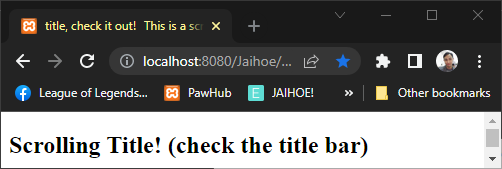 title, check it out!  This is a scr
localhost:8080/Jaihoe/...
League of Legends... PawHub JAIHOE! » Other bookmarks
Scrolling Title! (check the title bar)